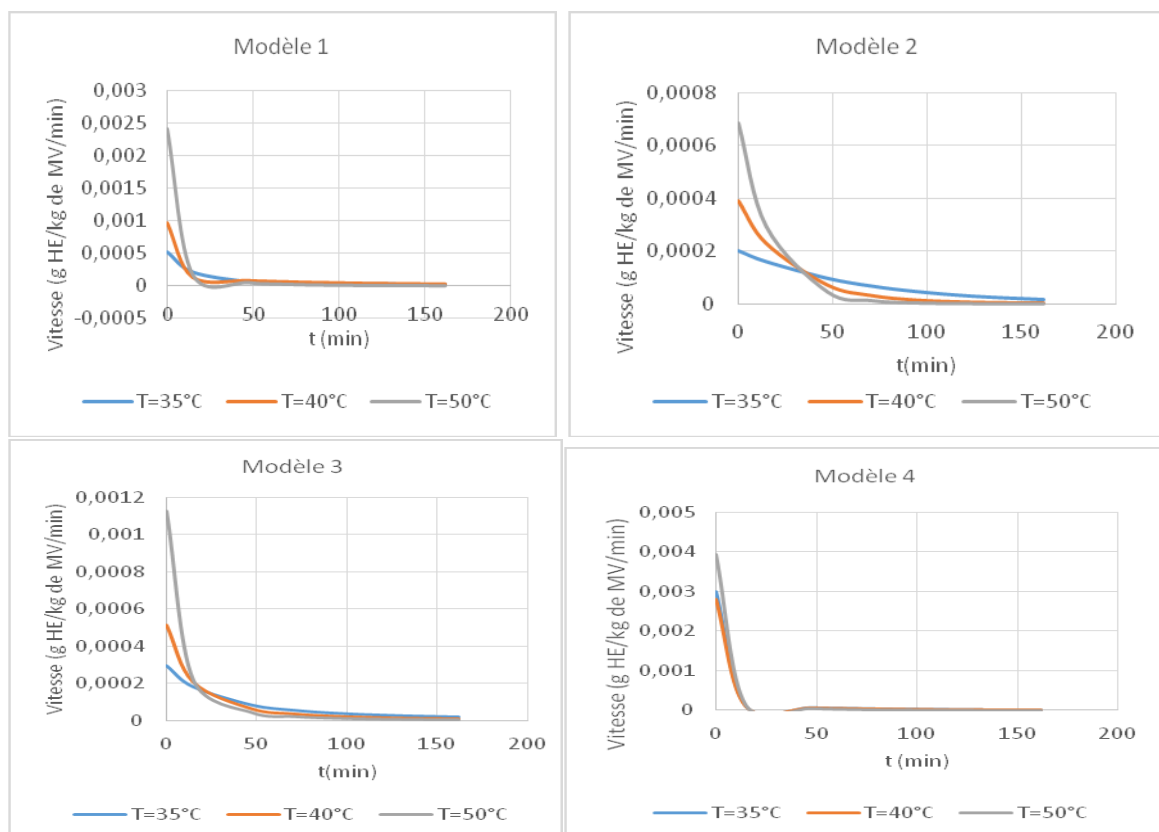 Modèle 1
Vitesse (g HE/kg de MV/min)
0,003
0,0025
0,002
0,0015
0,001
0,0005
0
-0,0005
0 50 100 150 200
t (min)
T=35°C T=40°C T=50°C
Modèle 2
Vitesse (g HE/kg de MV/min)
0,0008
0,0006
0,0004
0,0002
0
0 50 100 150 200
t(min)
T=35°C T=40°C T=50°C
Modèle 3
Vitesse (g HE/kg de MV/min)
0,0012
0,001
0,0008
0,0006
0,0004
0,0002
0
0 50 100 150 200
t(min)
T=35°C T=40°C T=50°C
Modèle 4
Vitesse (g HE/kg de MV/min)
0,005
0,004
0,003
0,002
0,001
0
0 50 100 150 200
t (min)
T=35°C T=40°C T=50°C